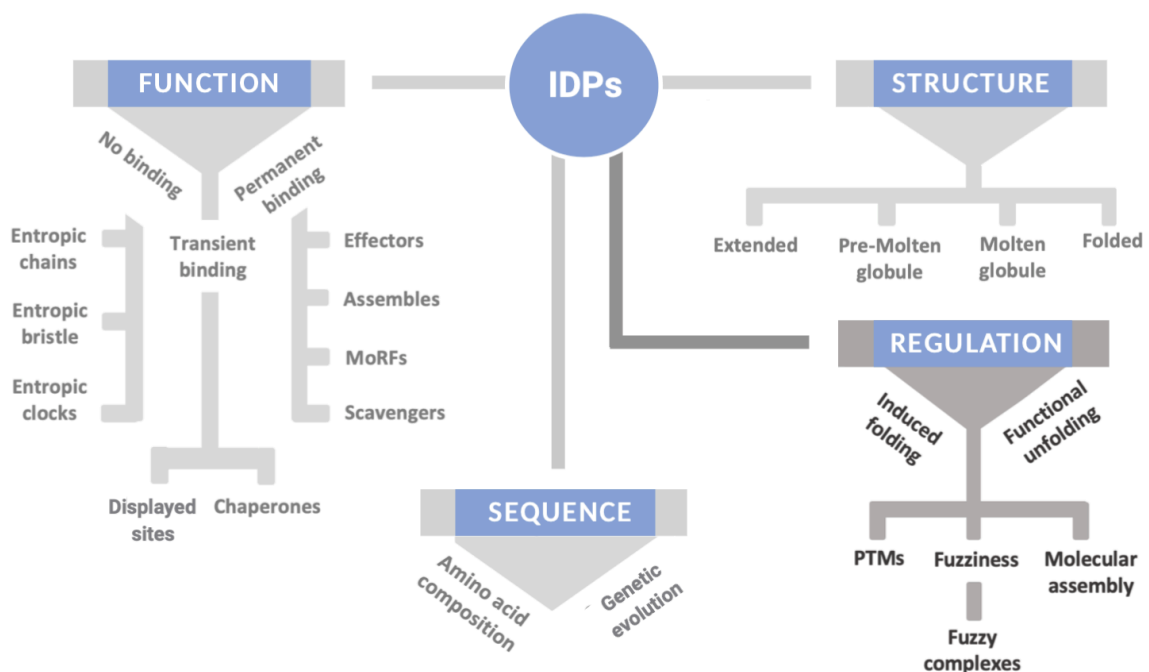 IDPs
FUNCTION
No binding
Permanent
binding
Transient
binding
Entropic
chains
Entropic
bristle
Entropic
clocks
Effectors
Assembles
MoRFs
Scavengers
Displayed
sites
Chaperones
SEQUENCE
Amino acid
composition
Genetic
evolution
STRUCTURE
Extended
Pre-Molten
globule
Molten
globule
Folded
REGULATION
Induced
folding
Functional
unfolding
PTMs
Fuzziness
Molecular
assembly
Fuzzy
complexes